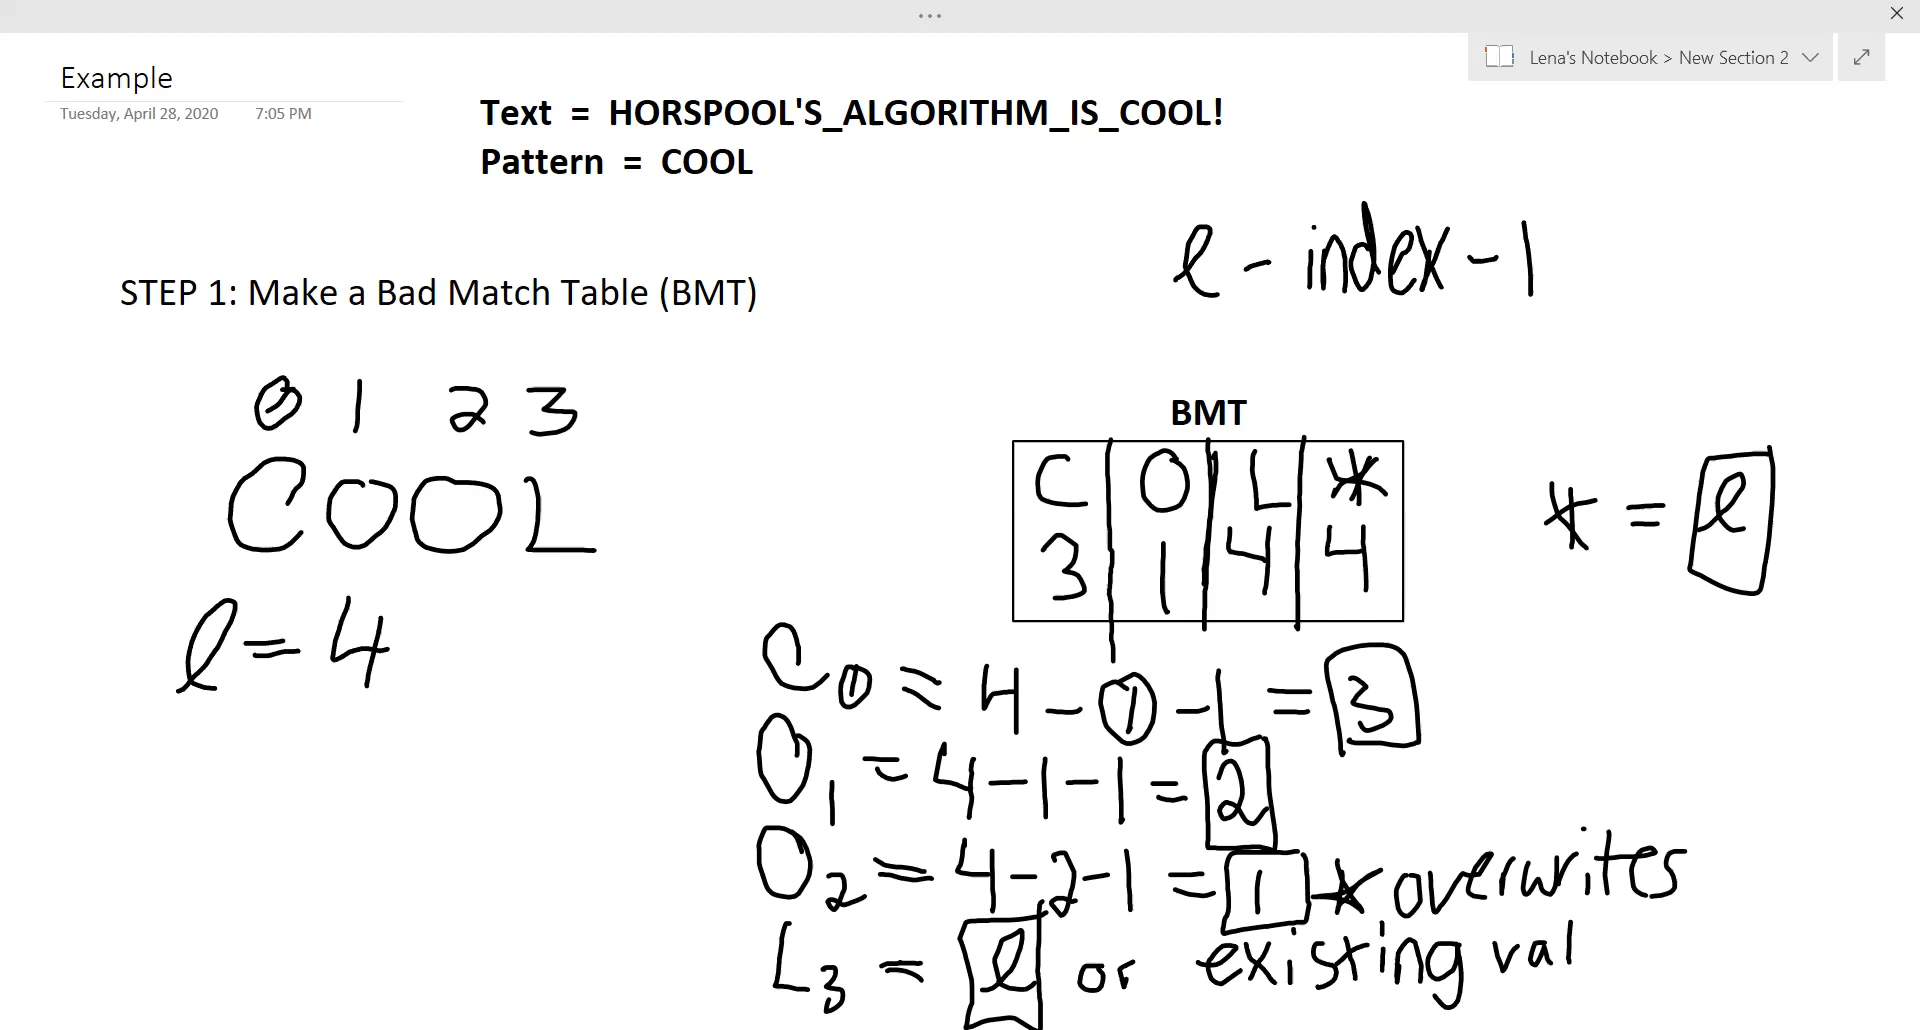 Lena's Notebook > New Section 2
Example
Tuesday, April 28, 2020 7:05 PM
Text = HORSPOOL'S_ALGORITHM_IS_COOL!
Pattern = COOL
l - index - 1
STEP 1: Make a Bad Match Table (BMT)
0 1 2 3
COOL
l = 4
BMT
C O L *
3 1 4 4
* = l
C0 = 4 - 0 - 1 = 3
O1 = 4 - 1 - 1 = 2
O2 = 4 - 2 - 1 = 1 * overwrites
L3 = l or existing val